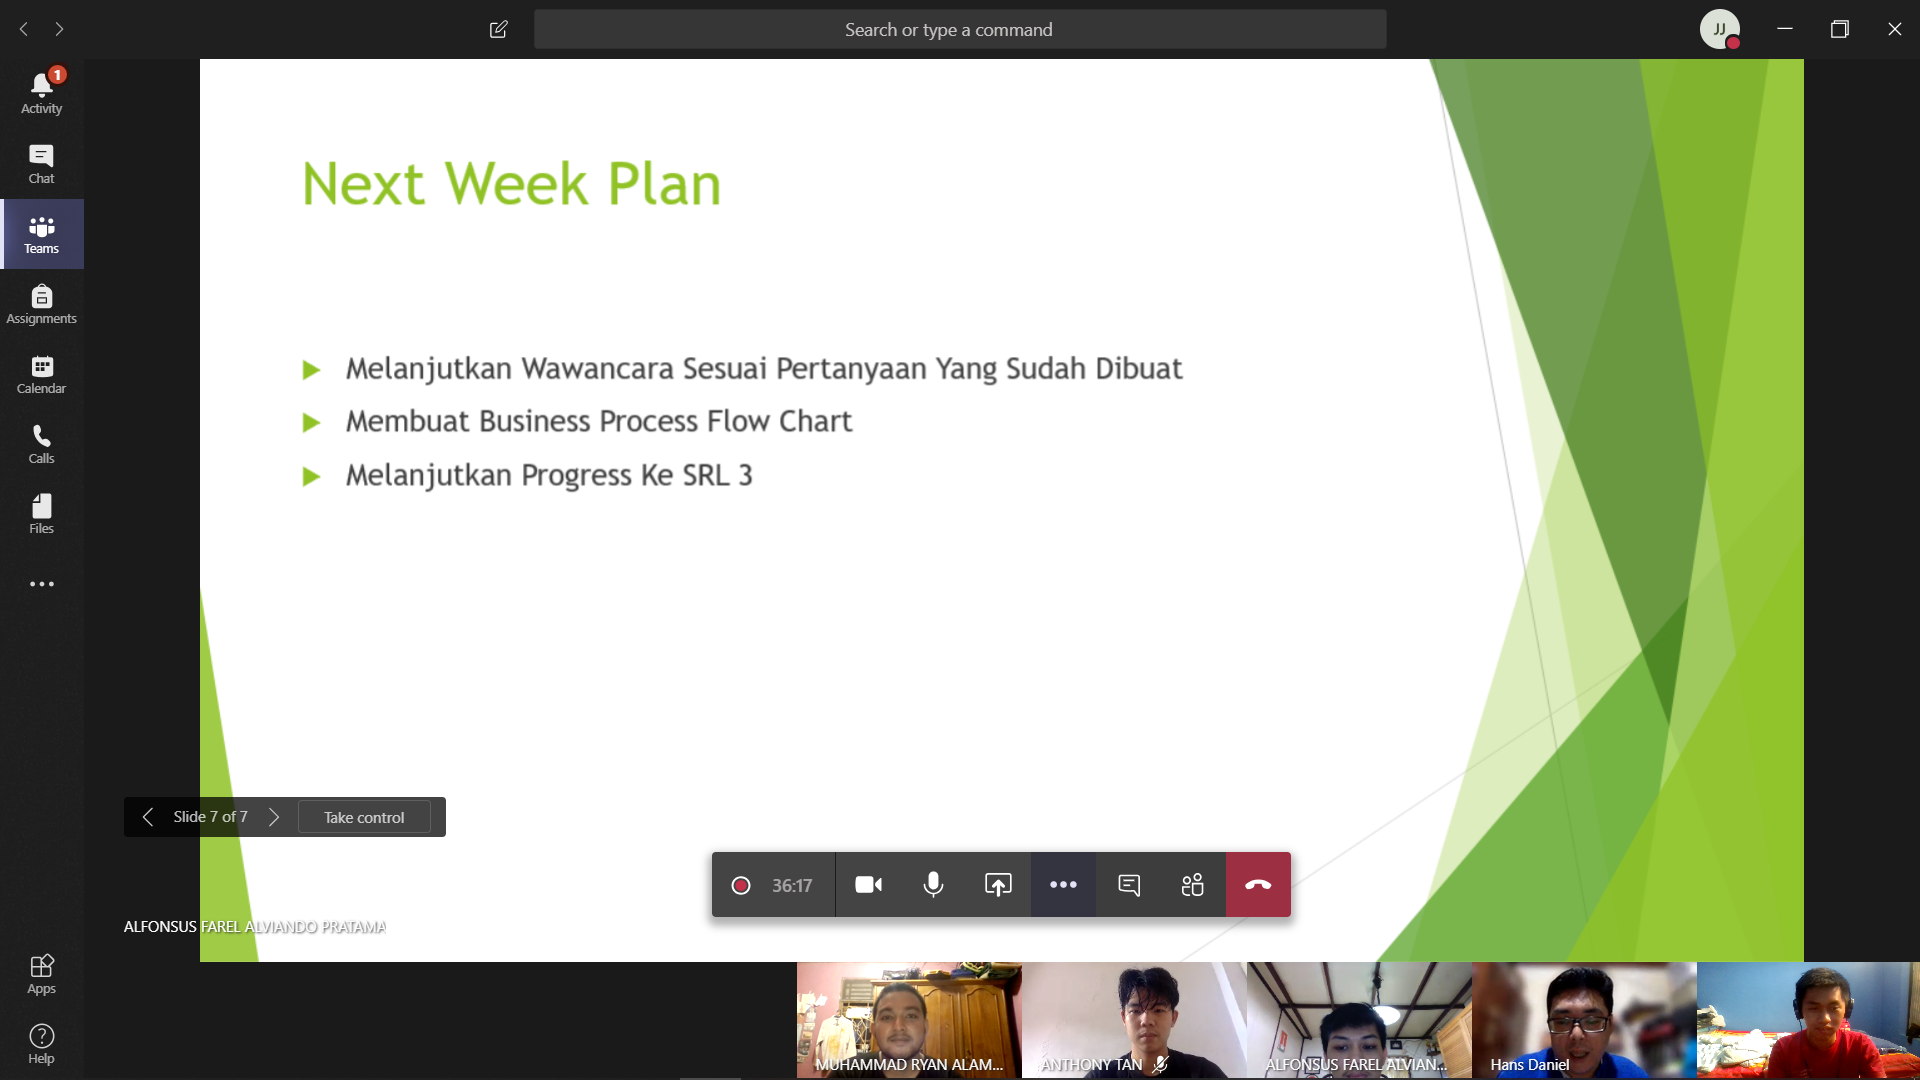 Search or type a command
JJ
1
Activity
Chat
Teams
Assignments
Calendar
Calls
Files
Apps
Help
Next Week Plan
Melanjutkan Wawancara Sesuai Pertanyaan Yang Sudah Dibuat
Membuat Business Process Flow Chart
Melanjutkan Progress Ke SRL 3
Slide 7 of 7
Take control
36:17
ALFONSUS FAREL ALVIANDO PRATAMA
MUHAMMAD RYAN ALAM...
ANTHONY TAN
ALFONSUS FAREL ALVIAN...
Hans Daniel